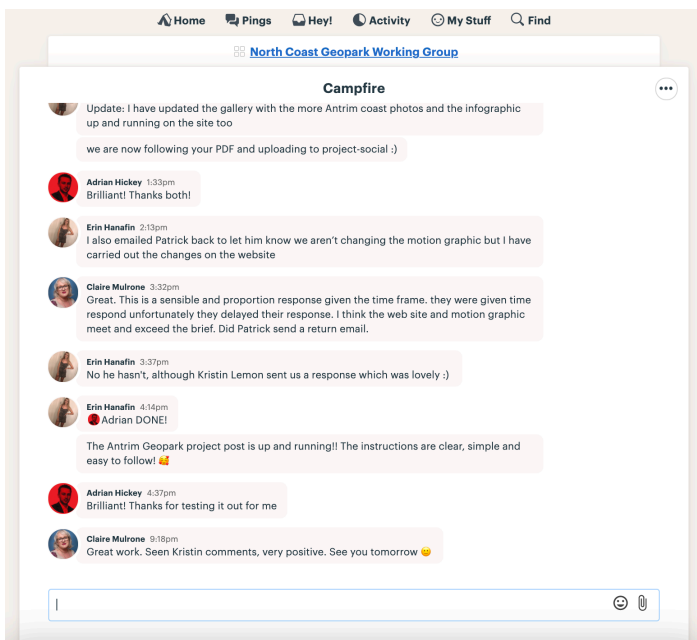 Home Pings Hey! Activity My Stuff Find
North Coast Geopark Working Group
Campfire
Update: I have updated the gallery with the more Antrim coast photos and the infographic
up and running on the site too
we are now following your PDF and uploading to project-social :)
Adrian Hickey 1:33pm
Brilliant! Thanks both!
Erin Hanafin 2:13pm
I also emailed Patrick back to let him know we aren't changing the motion graphic but I have
carried out the changes on the website
Claire Mulrone 3:32pm
Great. This is a sensible and proportion response given the time frame. they were given time
respond unfortunately they delayed their response. I think the web site and motion graphic
meet and exceed the brief. Did Patrick send a return email.
Erin Hanafin 3:37pm
No he hasn't, although Kristin Lemon sent us a response which was lovely :)
Erin Hanafin 4:14pm
Adrian DONE!
The Antrim Geopark project post is up and running!! The instructions are clear, simple and
easy to follow! 🥰
Adrian Hickey 4:37pm
Brilliant! Thanks for testing it out for me
Claire Mulrone 9:18pm
Great work. Seen Kristin comments, very positive. See you tomorrow 🙂